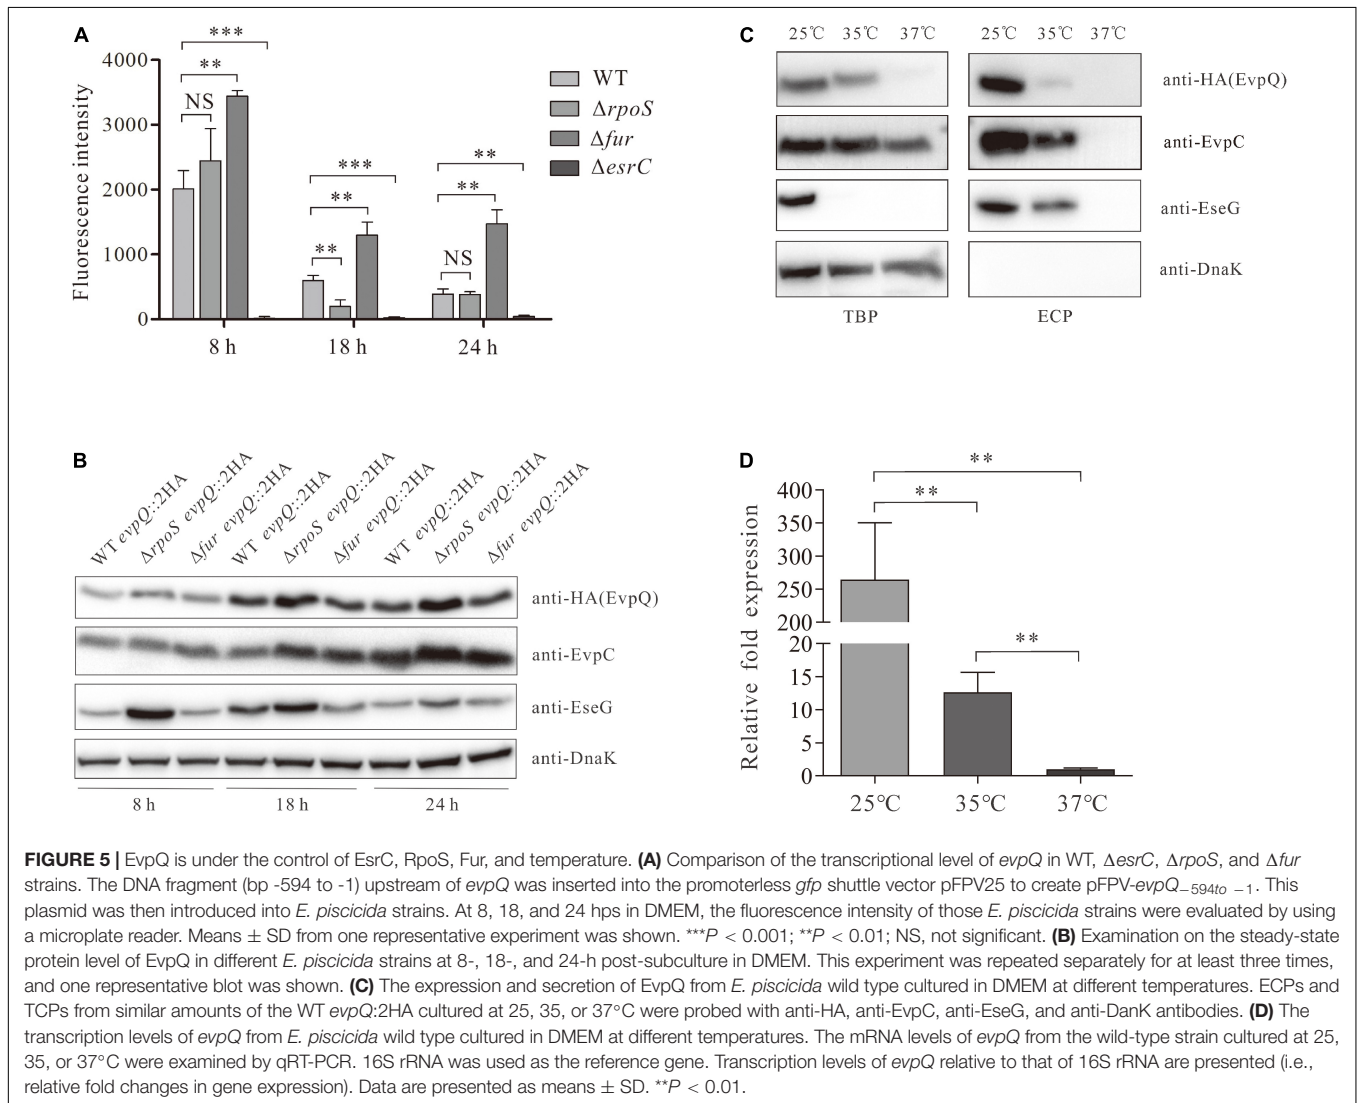 A
***
**
NS
***
**
**
**
**
NS
4000
3000
2000
1000
0
Fluorescence intensity
WT
ΔrpoS
Δfur
ΔesrC
8 h
18 h
24 h
C
25℃ 35℃ 37℃ 25℃ 35℃ 37℃
anti-HA(EvpQ)
anti-EvpC
anti-EseG
anti-DnaK
TBP ECP
B
WT evpQ::2HA
ΔrpoS evpQ::2HA
Δfur evpQ::2HA
WT evpQ::2HA
ΔrpoS evpQ::2HA
Δfur evpQ::2HA
WT evpQ::2HA
ΔrpoS evpQ::2HA
Δfur evpQ::2HA
anti-HA(EvpQ)
anti-EvpC
anti-EseG
anti-DnaK
8 h 18 h 24 h
D
**
**
**
400
350
300
250
200
20
15
10
5
0
Relative fold expression
25℃ 35℃ 37℃
FIGURE 5 | EvpQ is under the control of EsrC, RpoS, Fur, and temperature. (A) Comparison of the transcriptional level of evpQ in WT, ΔesrC, ΔrpoS, and Δfur
strains. The DNA fragment (bp -594 to -1) upstream of evpQ was inserted into the promoterless gfp shuttle vector pFPV25 to create pFPV-evpQ−594to −1. This
plasmid was then introduced into E. piscicida strains. At 8, 18, and 24 hps in DMEM, the fluorescence intensity of those E. piscicida strains were evaluated by using
a microplate reader. Means ± SD from one representative experiment was shown. ***P < 0.001; **P < 0.01; NS, not significant. (B) Examination on the steady-state
protein level of EvpQ in different E. piscicida strains at 8-, 18-, and 24-h post-subculture in DMEM. This experiment was repeated separately for at least three times,
and one representative blot was shown. (C) The expression and secretion of EvpQ from E. piscicida wild type cultured in DMEM at different temperatures. ECPs and
TCPs from similar amounts of the WT evpQ:2HA cultured at 25, 35, or 37°C were probed with anti-HA, anti-EvpC, anti-EseG, and anti-DanK antibodies. (D) The
transcription levels of evpQ from E. piscicida wild type cultured in DMEM at different temperatures. The mRNA levels of evpQ from the wild-type strain cultured at 25,
35, or 37°C were examined by qRT-PCR. 16S rRNA was used as the reference gene. Transcription levels of evpQ relative to that of 16S rRNA are presented (i.e.,
relative fold changes in gene expression). Data are presented as means ± SD. **P < 0.01.